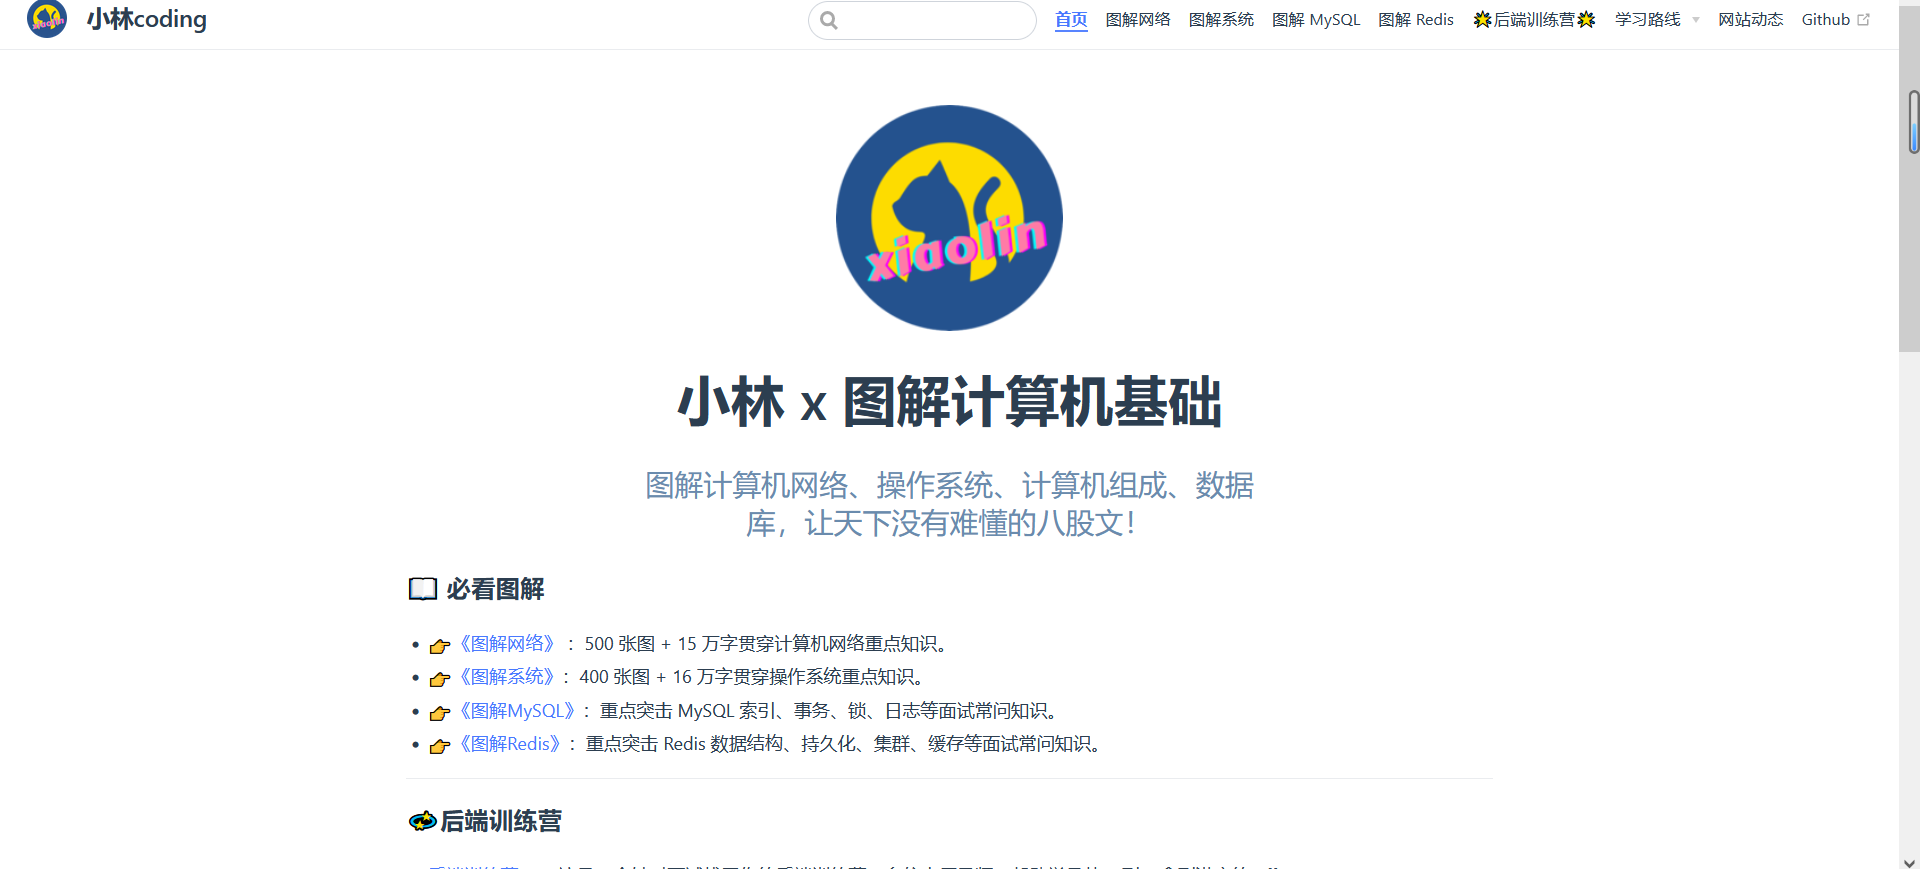 小林coding
首页 图解网络 图解系统 图解 MySQL 图解 Redis 🌟后端训练营🌟 学习路线 网站动态 Github
xiaolin
小林 x 图解计算机基础
图解计算机网络、操作系统、计算机组成、数据
库，让天下没有难懂的八股文！
📖 必看图解
• 👉《图解网络》：500 张图 + 15 万字贯穿计算机网络重点知识。
• 👉《图解系统》：400 张图 + 16 万字贯穿操作系统重点知识。
• 👉《图解MySQL》：重点突击 MySQL 索引、事务、锁、日志等面试常问知识。
• 👉《图解Redis》：重点突击 Redis 数据结构、持久化、集群、缓存等面试常问知识。
💫后端训练营